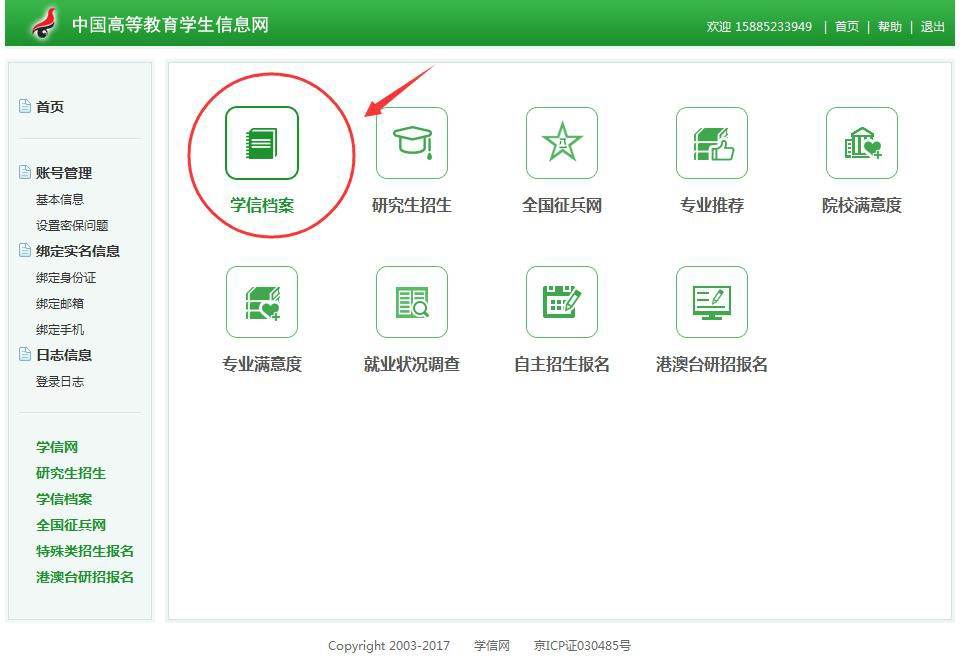 中国高等教育学生信息网
欢迎 15885233949 | 首页 | 帮助 | 退出
首页
账号管理
基本信息
设置密保问题
绑定实名信息
绑定身份证
绑定邮箱
绑定手机
日志信息
登录日志
学信网
研究生招生
学信档案
全国征兵网
特殊类招生报名
港澳台研招报名
学信档案 研究生招生 全国征兵网 专业推荐 院校满意度
专业满意度 就业状况调查 自主招生报名 港澳台研招报名
Copyright 2003-2017 学信网 京ICP证030485号